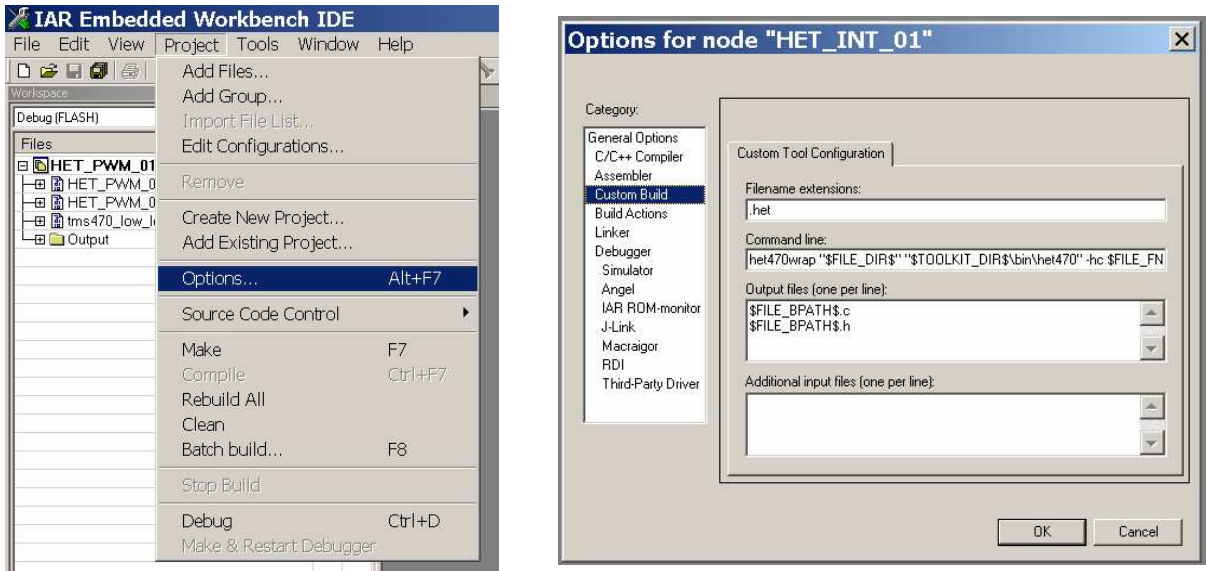 IAR Embedded Workbench IDE
File Edit View Project Tools Window Help
Workspace
Debug (FLASH)
Files
HET_PWM_01
HET_PWM_0
HET_PWM_0
tms470_low_l
Output
Add Files...
Add Group...
Import File List...
Edit Configurations...
Remove
Create New Project...
Add Existing Project...
Options... Alt+F7
Source Code Control
Make F7
Compile Ctrl+F7
Rebuild All
Clean
Batch build... F8
Stop Build
Debug Ctrl+D
Make & Restart Debugger
Options for node "HET_INT_01"
Category:
General Options
C/C++ Compiler
Assembler
Custom Build
Build Actions
Linker
Debugger
Simulator
Angel
IAR ROM-monitor
J-Link
Macraigor
RDI
Third-Party Driver
Custom Tool Configuration
Filename extensions:
.het
Command line:
het470wrap "$FILE_DIR$" "$TOOLKIT_DIR$\bin\het470" -hc $FILE_FN
Output files (one per line):
$FILE_BPATH$.c
$FILE_BPATH$.h
Additional input files (one per line):
OK Cancel